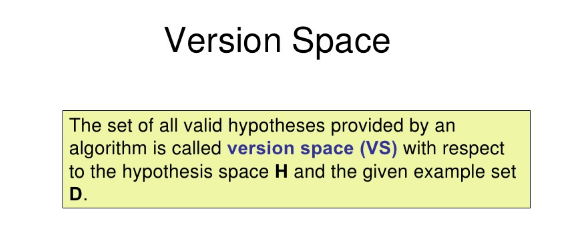 Version Space
The set of all valid hypotheses provided by an
algorithm is called version space (VS) with respect
to the hypothesis space H and the given example set
D.